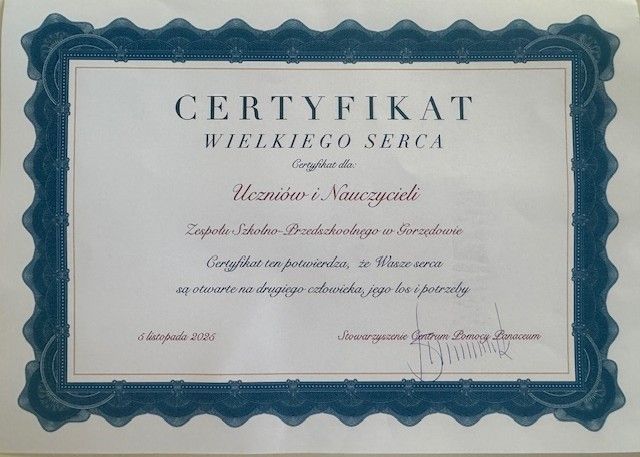 CERTYFIKAT
WIELKIEGO SERCA
Certyfikat dla:
Uczniów i Nauczycieli
Zespołu Szkolno-Przedszkoolnego w Gorzędowie
Certyfikat ten potwierdza, że Wasze serca
są otwarte na drugiego człowieka, jego los i potrzeby
5 listopada 2025 Stowarzyszenie Centrum Pomocy Panaceum